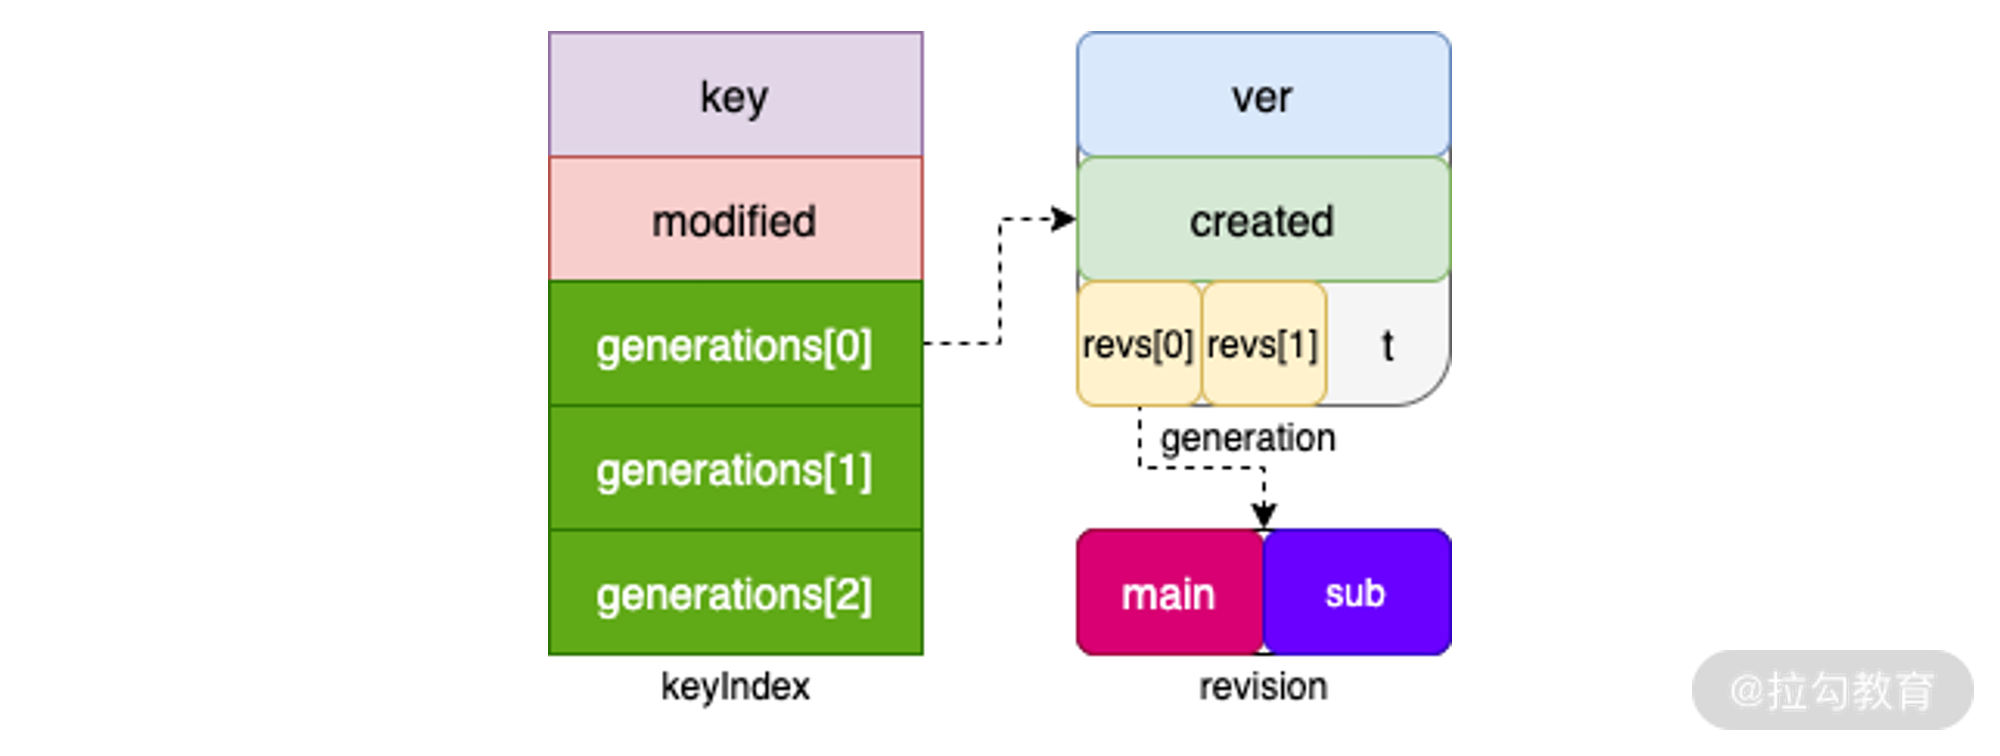 key
modified
generations[0]
generations[1]
generations[2]
keyIndex
ver
created
revs[0] revs[1] t
generation
main sub
revision
@拉勾教育